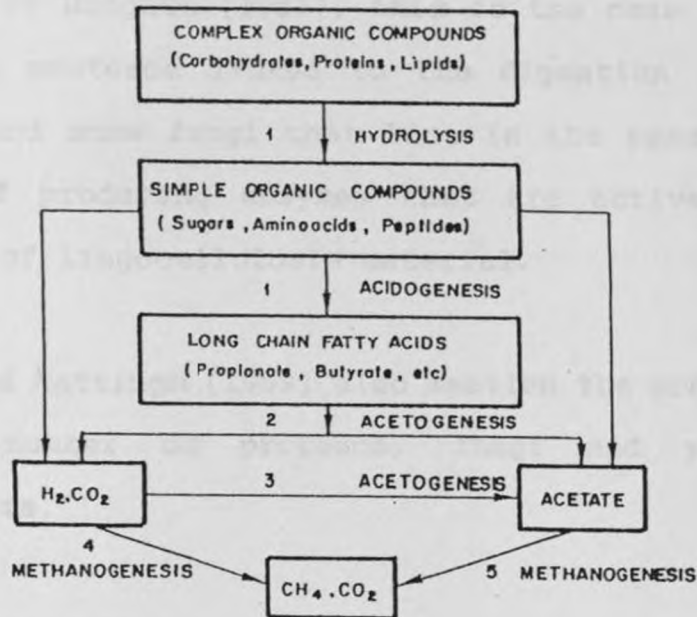 COMPLEX ORGANIC COMPOUNDS
(Carbohydrates, Proteins, Lipids)
1 HYDROLYSIS
SIMPLE ORGANIC COMPOUNDS
(Sugars, Aminoacids, Peptides)
1 ACIDOGENESIS
LONG CHAIN FATTY ACIDS
(Propionate, Butyrate, etc)
2 ACETOGENESIS
H2.CO2
3 ACETOGENESIS
ACETATE
4
METHANOGENESIS
5 METHANOGENESIS
CH4.CO2